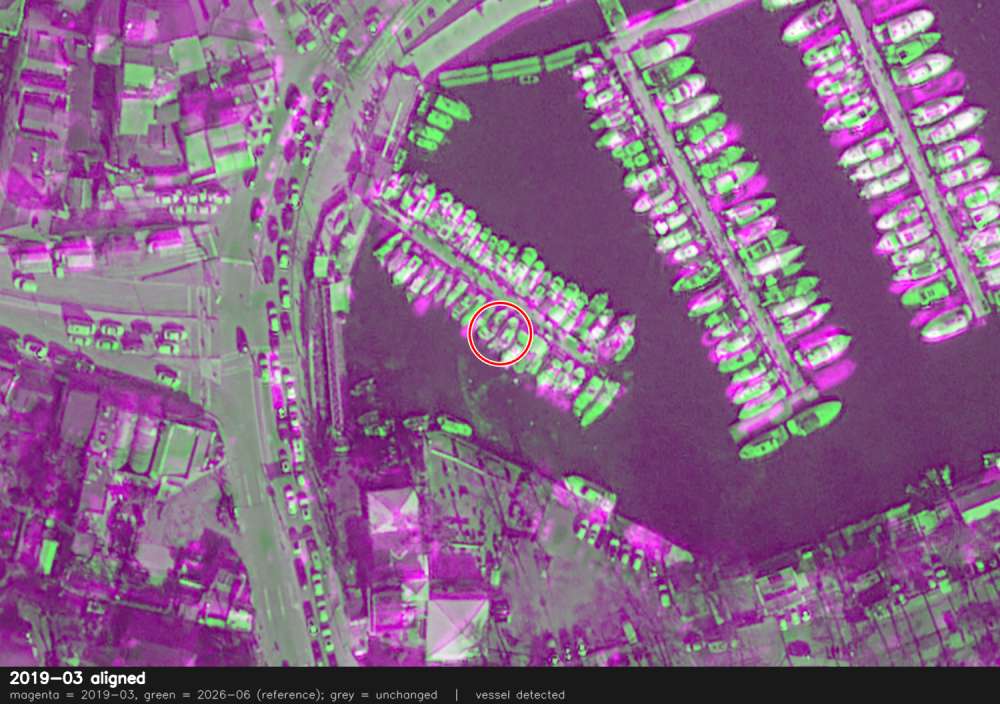 2019-03 aligned
magenta = 2019-03, green = 2026-06 (reference); grey = unchanged | vessel detected